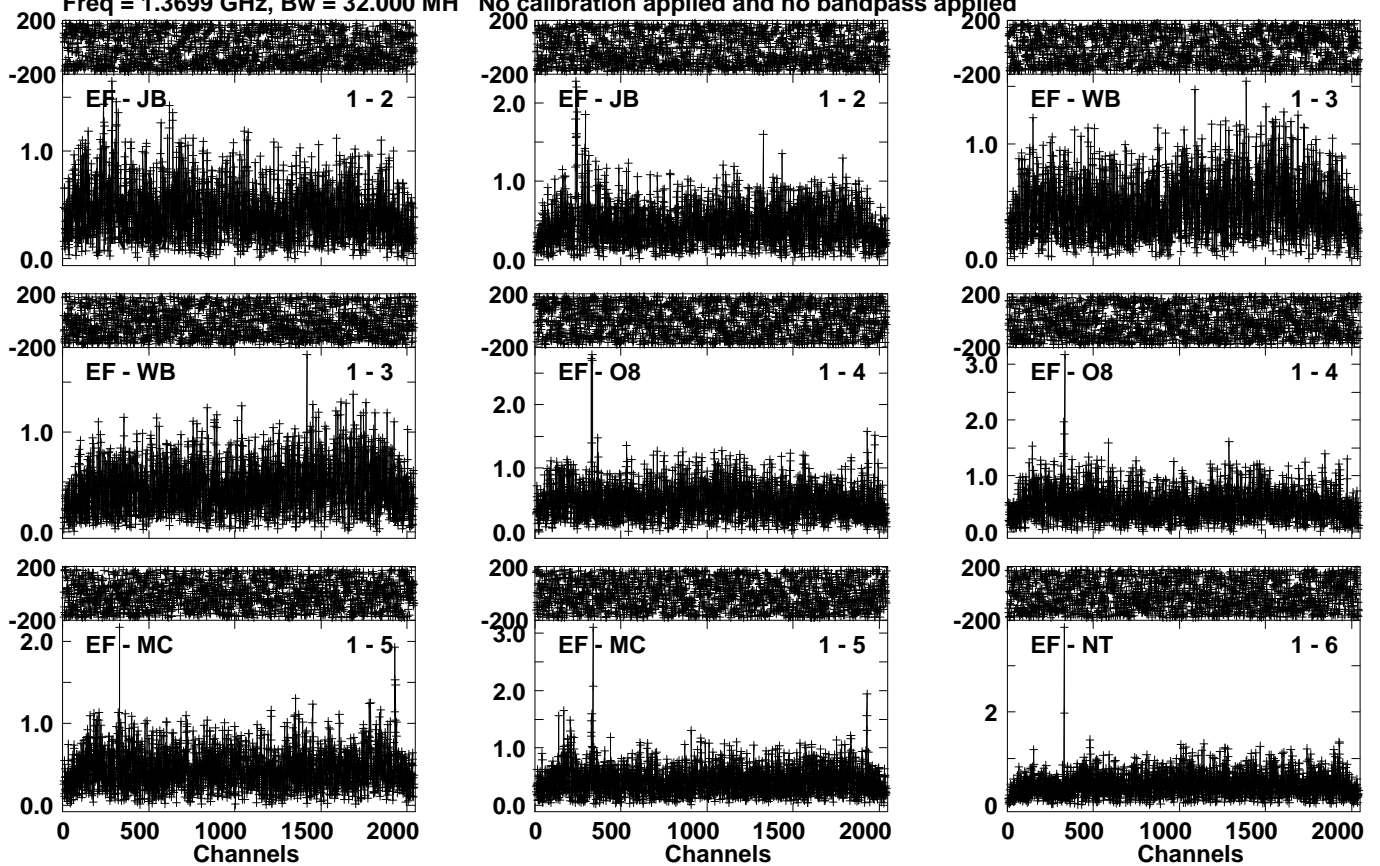 Freq = 1.3699 GHz, Bw = 32.000 MH No calibration applied and no bandpass applied
200 200 200
-200 -200 -200
EF - JB 1 - 2 EF - JB 1 - 2 EF - WB 1 - 3
2.0
1.0 1.0 1.0
0.0 0.0 0.0
200 200 200
-200 -200 -200
3.0
EF - WB 1 - 3 EF - O8 1 - 4 EF - O8 1 - 4
2.0 2.0
1.0 1.0 1.0
0.0 0.0 0.0
200 200 200
-200 -200 -200
2.0 3.0
EF - MC 1 - 5 EF - MC 1 - 5 EF - NT 1 - 6
2.0 2
1.0 1.0
0.0 0.0 0
0 500 1000 1500 2000 0 500 1000 1500 2000 0 500 1000 1500 2000
Channels Channels Channels